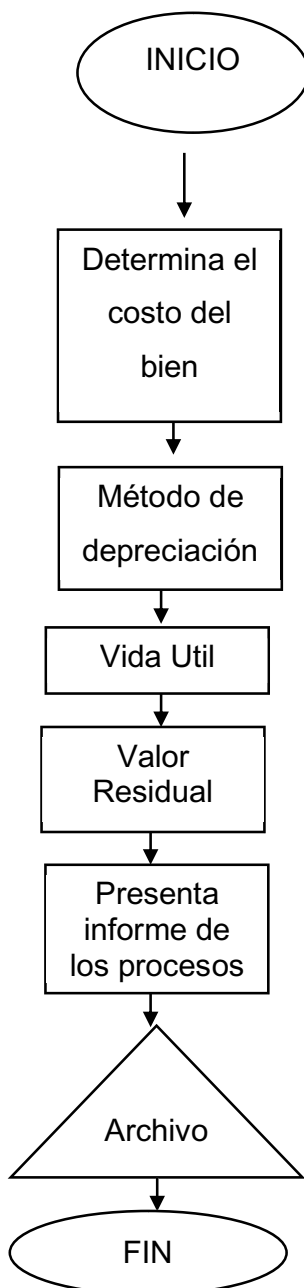 INICIO
Determina el
costo del
bien
Método de
depreciación
Vida Util
Valor
Residual
Presenta
informe de
los procesos
Archivo
FIN